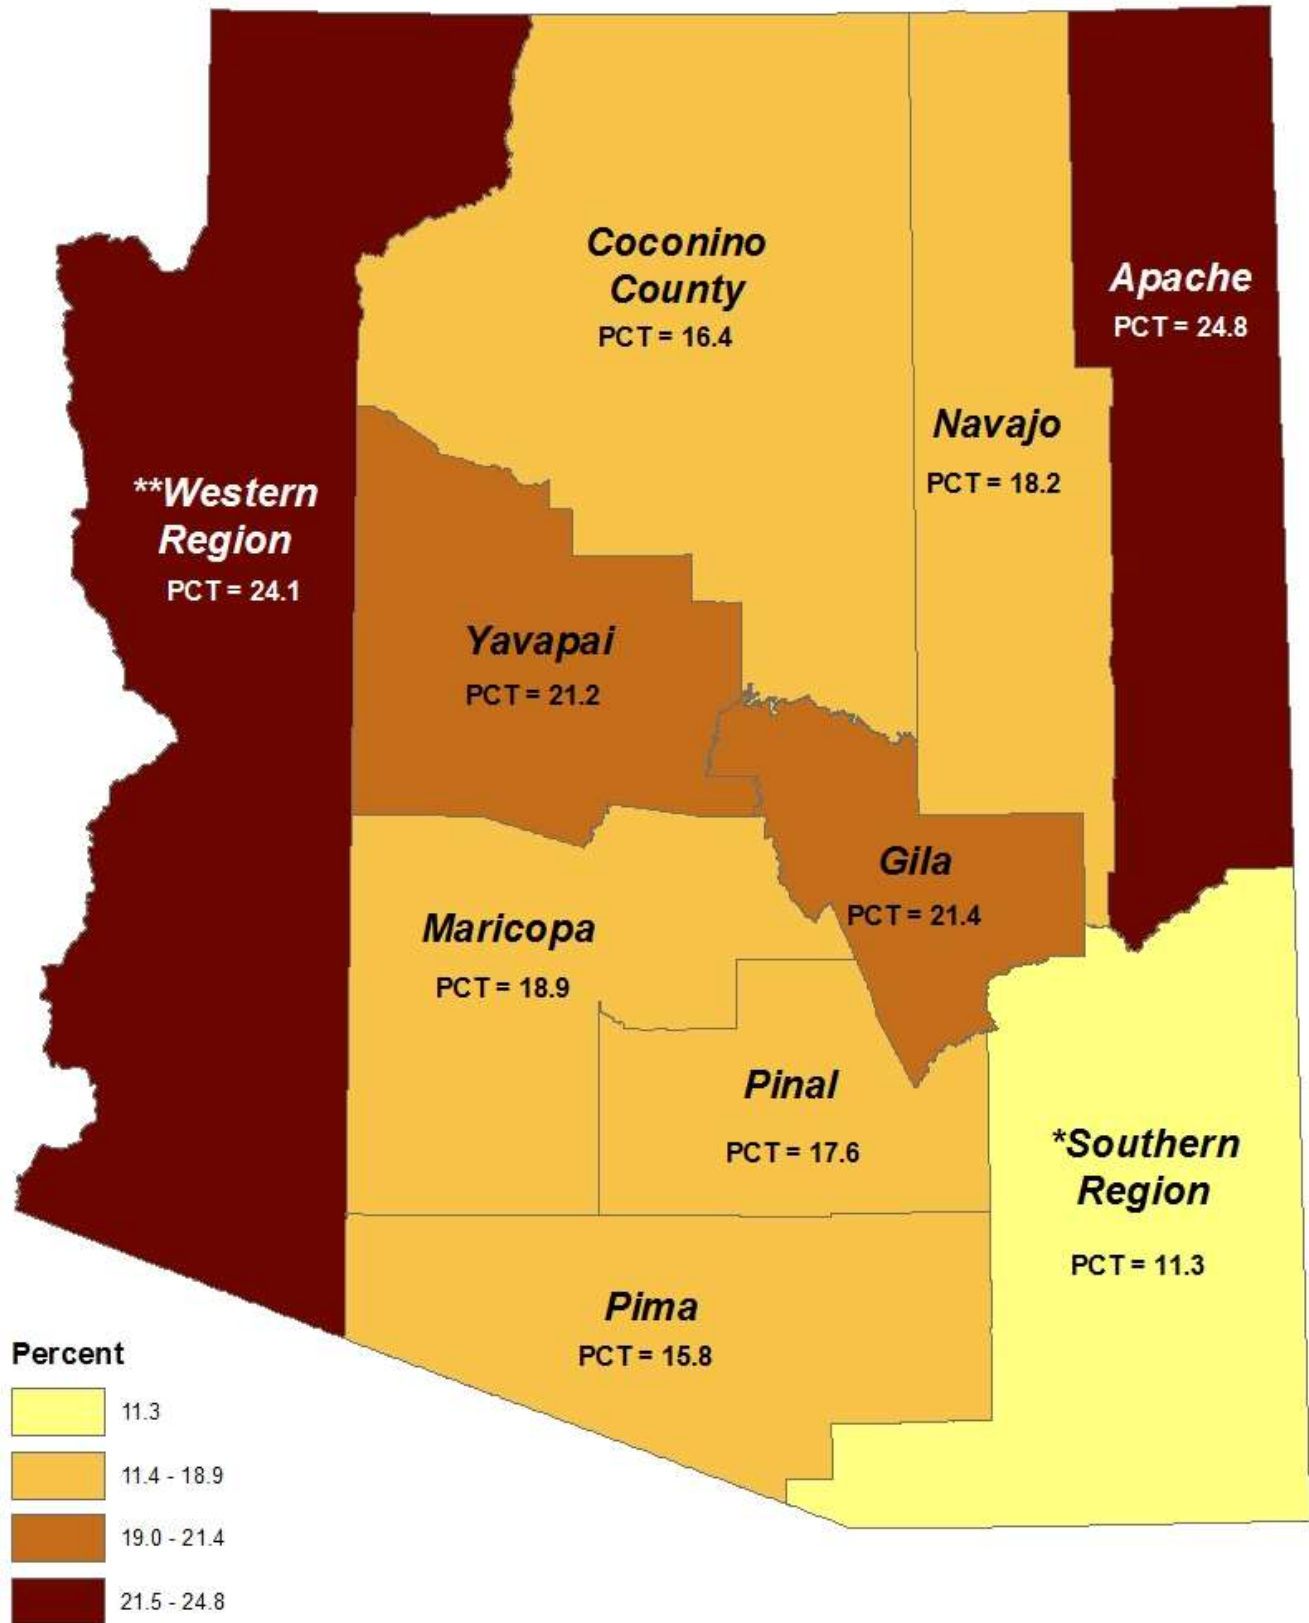 Coconino
County
PCT = 16.4
Apache
PCT = 24.8
Navajo
PCT = 18.2
**Western
Region
PCT = 24.1
Yavapai
PCT = 21.2
Gila
PCT = 21.4
Maricopa
PCT = 18.9
Pinal
PCT = 17.6
*Southern
Region
PCT = 11.3
Pima
PCT = 15.8
Percent
11.3
11.4 - 18.9
19.0 - 21.4
21.5 - 24.8